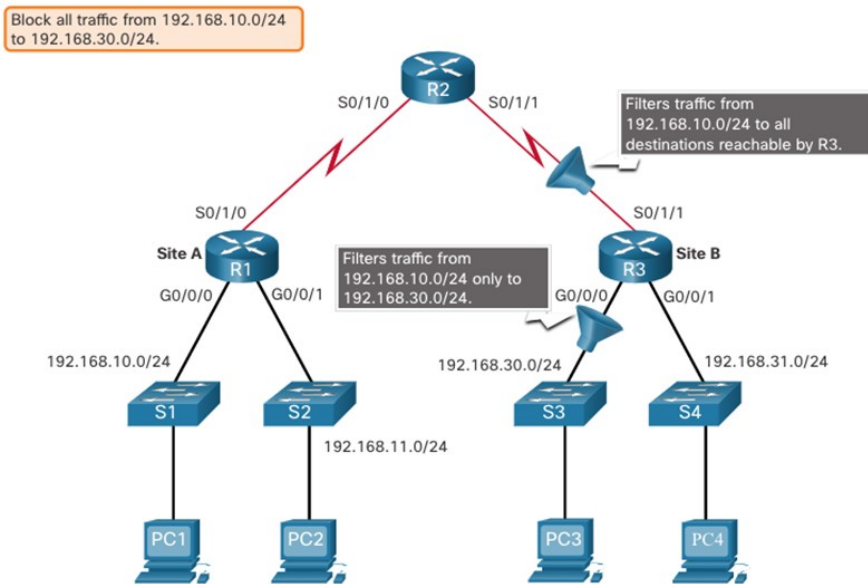 Block all traffic from 192.168.10.0/24
to 192.168.30.0/24.
R2
S0/1/0
S0/1/1
Filters traffic from
192.168.10.0/24 to all
destinations reachable by R3.
S0/1/0
S0/1/1
Site A
R1
Filters traffic from
192.168.10.0/24 only to
192.168.30.0/24.
R3
Site B
G0/0/0
G0/0/1
G0/0/0
G0/0/1
192.168.10.0/24
192.168.30.0/24
192.168.31.0/24
S1
S2
S3
S4
192.168.11.0/24
PC1
PC2
PC3
PC4